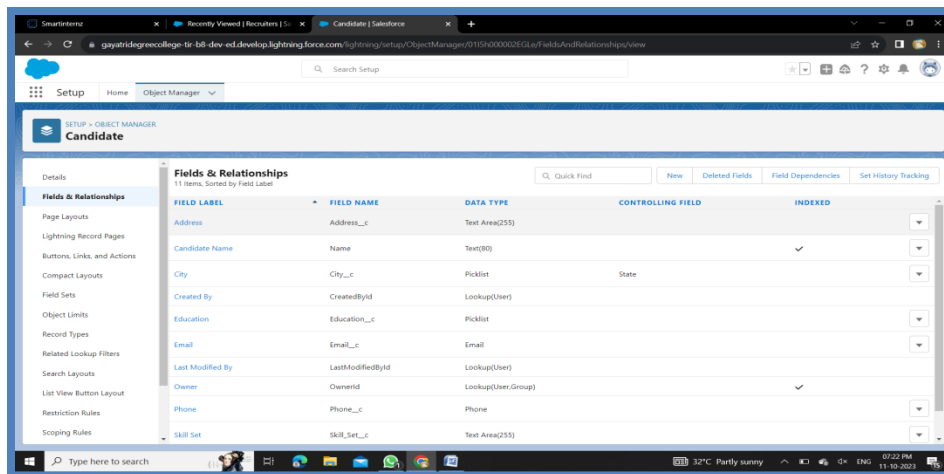 Smartinternz
Recently Viewed | Recruiters | Sa
Candidate | Salesforce
gayatridegreecollege-tir-b8-dev-ed.develop.lightning.force.com/lightning/setup/ObjectManager/01ISh000002EGLe/FieldsAndRelationships/view
Search Setup
Setup Home Object Manager
SETUP > OBJECT MANAGER
Candidate
Details
Fields & Relationships
Page Layouts
Lightning Record Pages
Buttons, Links, and Actions
Compact Layouts
Field Sets
Object Limits
Record Types
Related Lookup Filters
Search Layouts
List View Button Layout
Restriction Rules
Scoping Rules
Fields & Relationships
11 Items, Sorted by Field Label
Quick Find New Deleted Fields Field Dependencies Set History Tracking
FIELD LABEL FIELD NAME DATA TYPE CONTROLLING FIELD INDEXED
Address Address__c Text Area(255)
Candidate Name Name Text(80)
City City__c Picklist State
Created By CreatedById Lookup(User)
Education Education__c Picklist
Email Email__c Email
Last Modified By LastModifiedById Lookup(User)
Owner OwnerId Lookup(User,Group)
Phone Phone__c Phone
Skill Set Skill_Set__c Text Area(255)
Type here to search
32°C Partly sunny
ENG
07:22 PM
11-10-2023